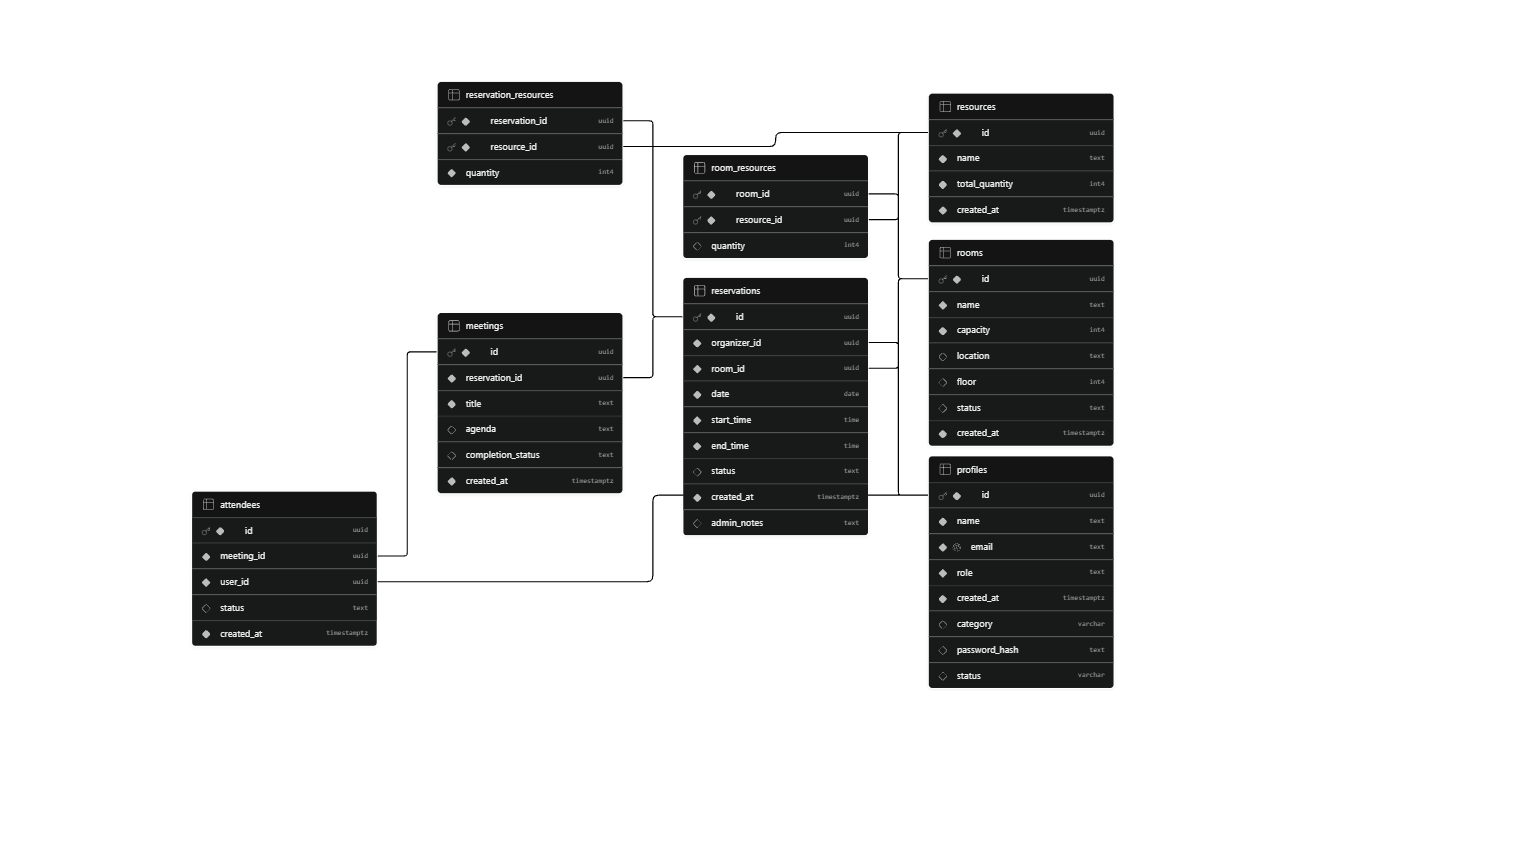 reservation_resources
reservation_id uuid
resource_id uuid
quantity int4
resources
id uuid
name text
total_quantity int4
created_at timestamptz
room_resources
room_id uuid
resource_id uuid
quantity int4
rooms
id uuid
name text
capacity int4
location text
floor int4
status text
created_at timestamptz
reservations
id uuid
organizer_id uuid
room_id uuid
date date
start_time time
end_time time
status text
created_at timestamptz
admin_notes text
meetings
id uuid
reservation_id uuid
title text
agenda text
completion_status text
created_at timestamptz
profiles
id uuid
name text
email text
role text
created_at timestamptz
category varchar
password_hash text
status varchar
attendees
id uuid
meeting_id uuid
user_id uuid
status text
created_at timestamptz